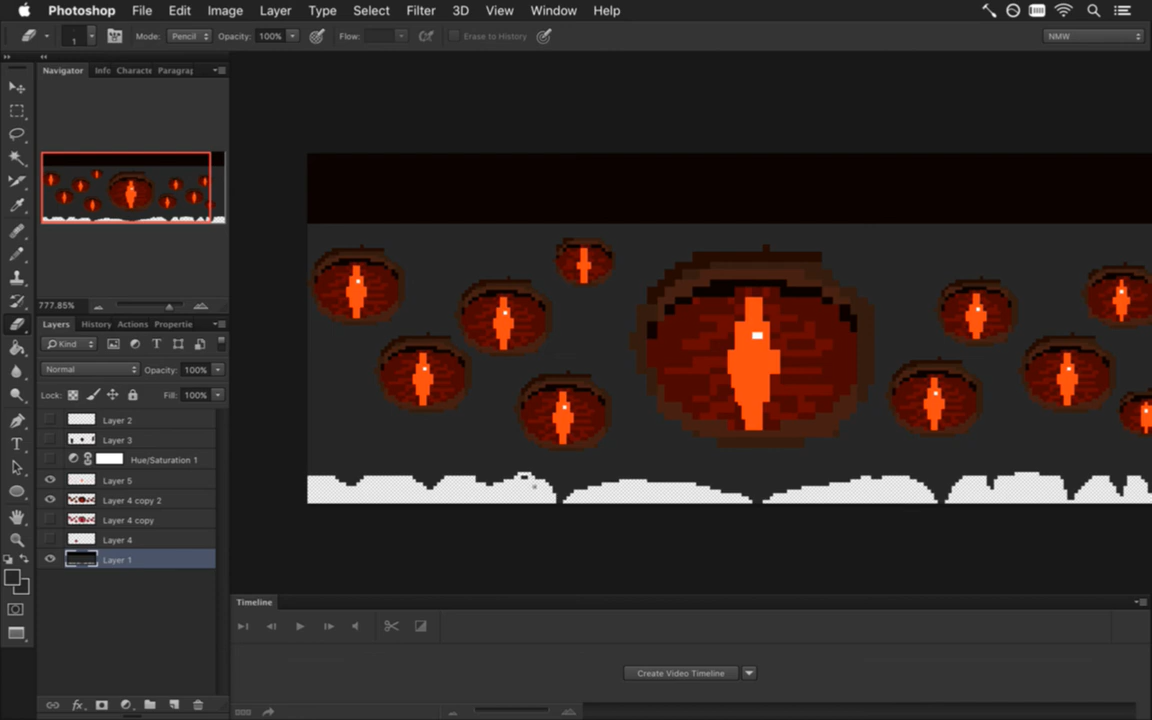 Photoshop File Edit Image Layer Type Select Filter 3D View Window Help
1 Mode: Pencil Opacity: 100% Flow: Erase to History NMW
Navigator Info Characte Paragrap
777.85%
Layers History Actions Propertie
Kind
Normal Opacity: 100%
Lock: Fill: 100%
Layer 2
Layer 3
Hue/Saturation 1
Layer 5
Layer 4 copy 2
Layer 4 copy
Layer 4
Layer 1
Timeline
Create Video Timeline